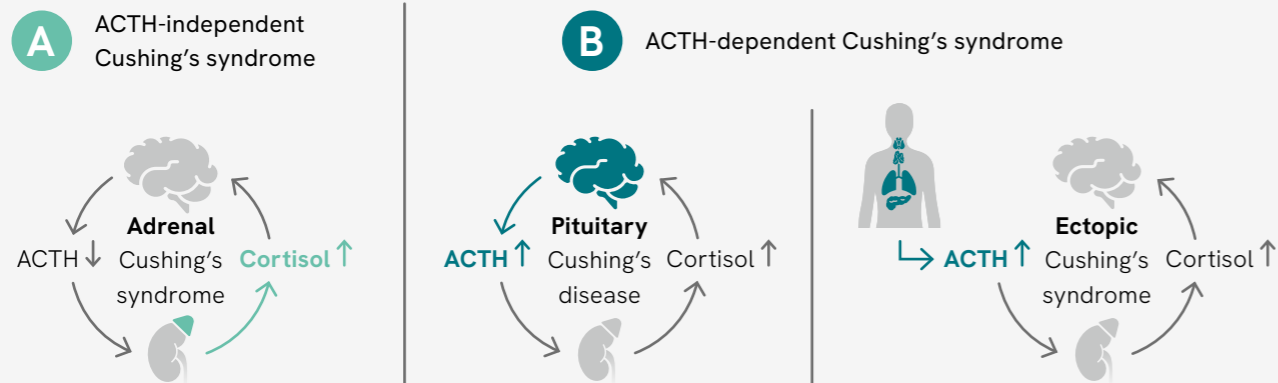 A
ACTH-independent
Cushing's syndrome
B
ACTH-dependent Cushing's syndrome
Adrenal
ACTH ↓
Cushing's
syndrome
Cortisol ↑
Pituitary
ACTH ↑
Cushing's
disease
Cortisol ↑
Ectopic
ACTH ↑
Cushing's
syndrome
Cortisol ↑